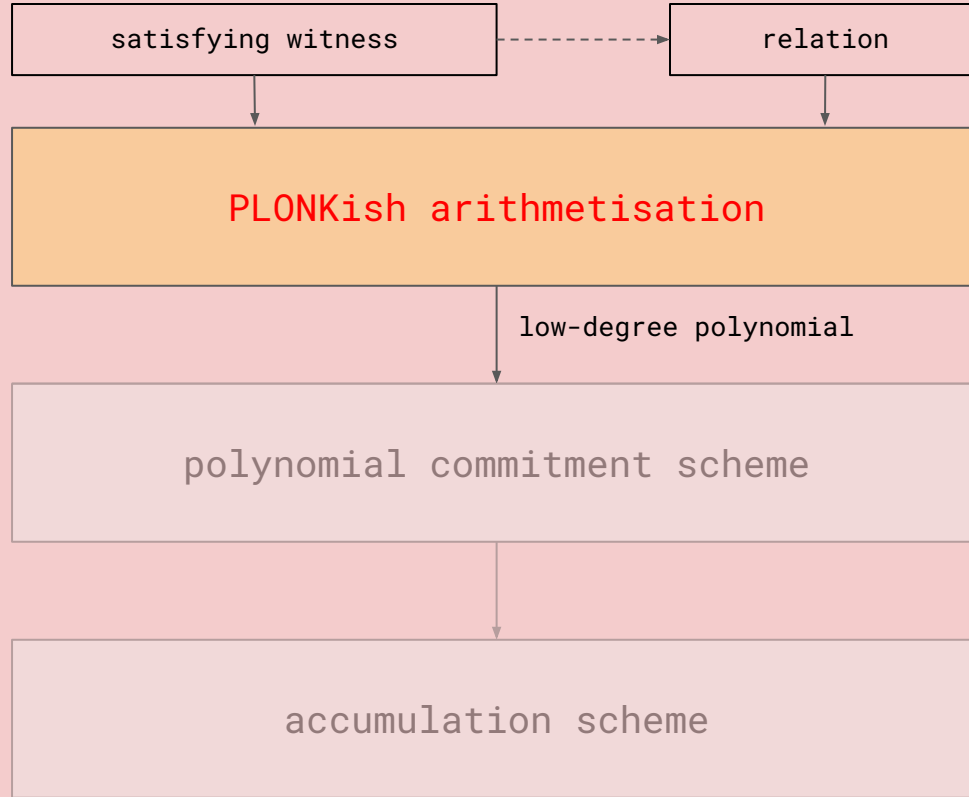 satisfying witness
relation
PLONKish arithmetisation
low-degree polynomial
polynomial commitment scheme
accumulation scheme